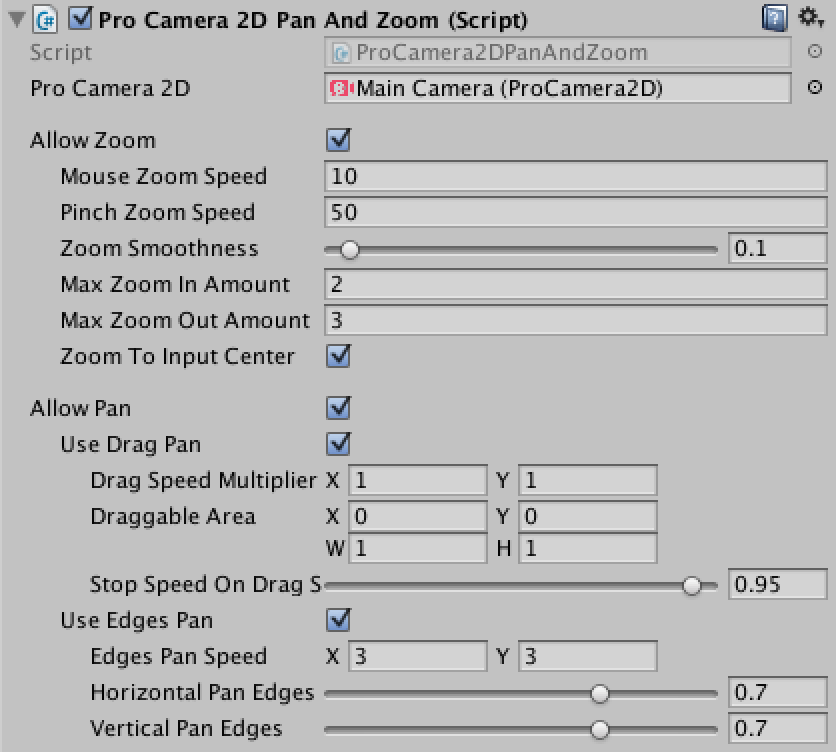 Pro Camera 2D Pan And Zoom (Script)
Script ProCamera2DPanAndZoom
Pro Camera 2D Main Camera (ProCamera2D)
Allow Zoom
Mouse Zoom Speed 10
Pinch Zoom Speed 50
Zoom Smoothness 0.1
Max Zoom In Amount 2
Max Zoom Out Amount 3
Zoom To Input Center
Allow Pan
Use Drag Pan
Drag Speed Multiplier X 1 Y 1
Draggable Area X 0 Y 0
W 1 H 1
Stop Speed On Drag S 0.95
Use Edges Pan
Edges Pan Speed X 3 Y 3
Horizontal Pan Edges 0.7
Vertical Pan Edges 0.7